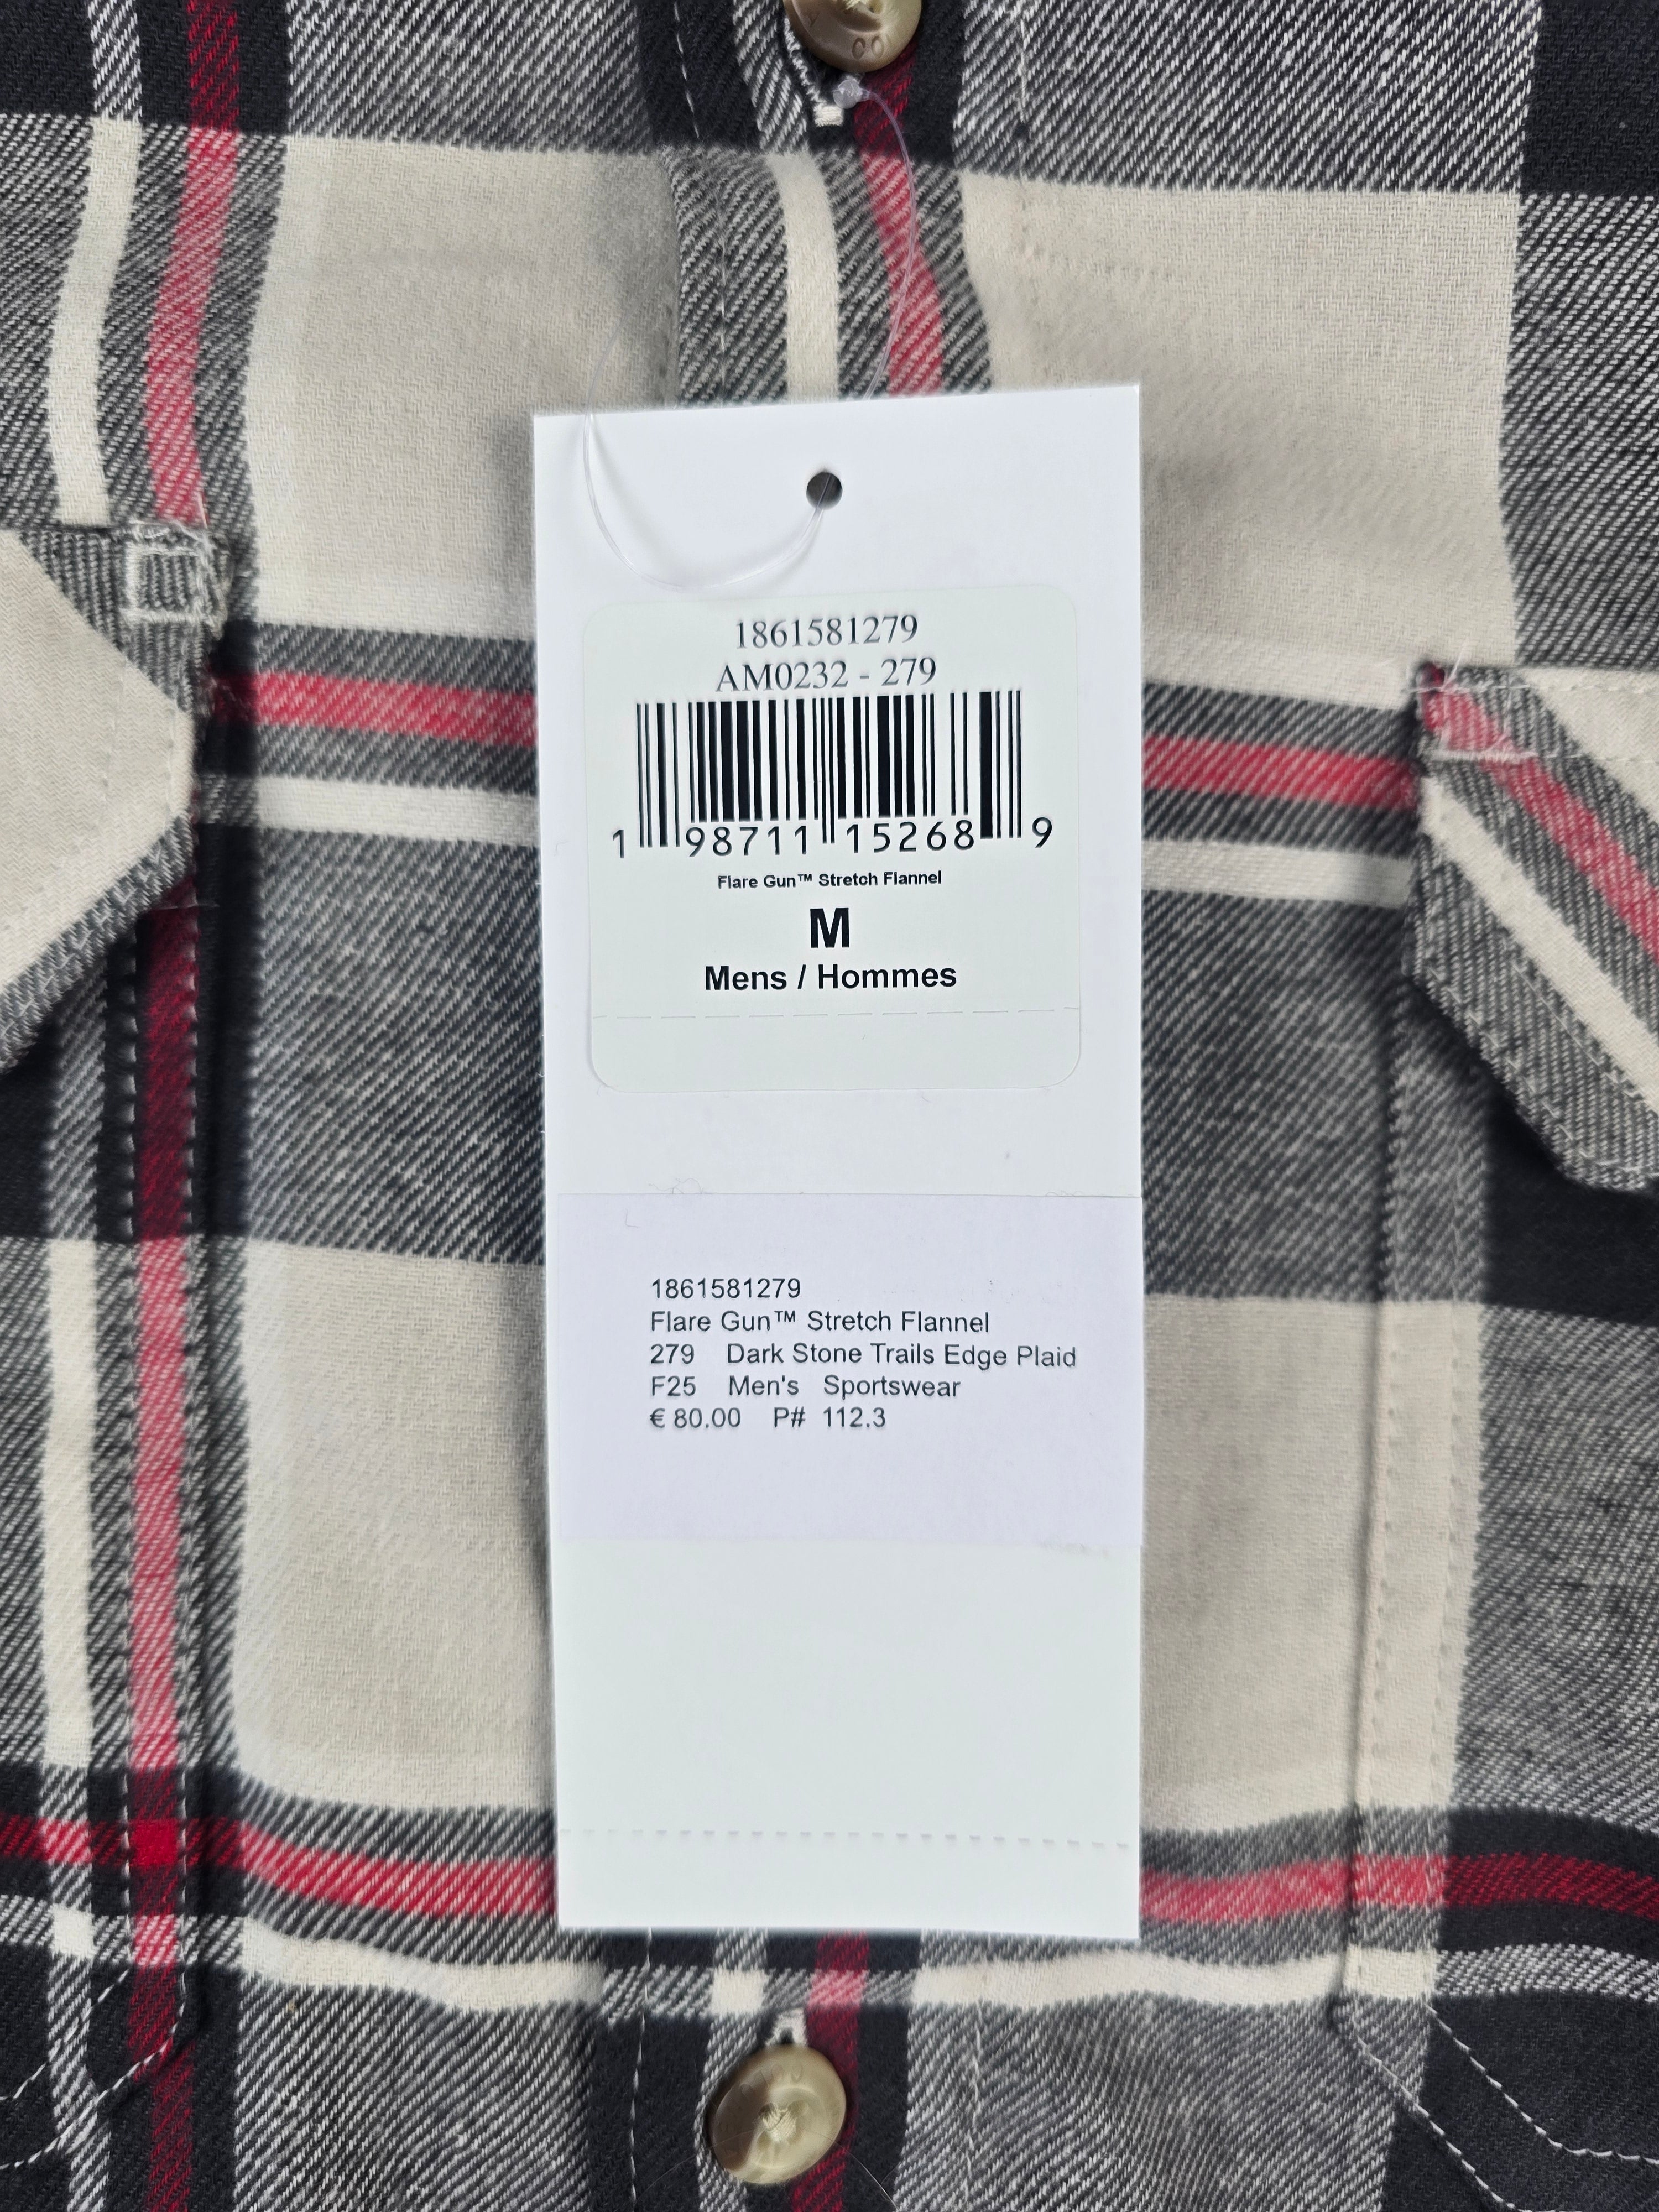 CO
1861581279
AM0232 - 279
1 98711 15268 9
Flare Gun™ Stretch Flannel
M
Mens / Hommes
1861581279
Flare Gun™ Stretch Flannel
279 Dark Stone Trails Edge Plaid
F25 Men's Sportswear
€ 80.00 P# 112.3